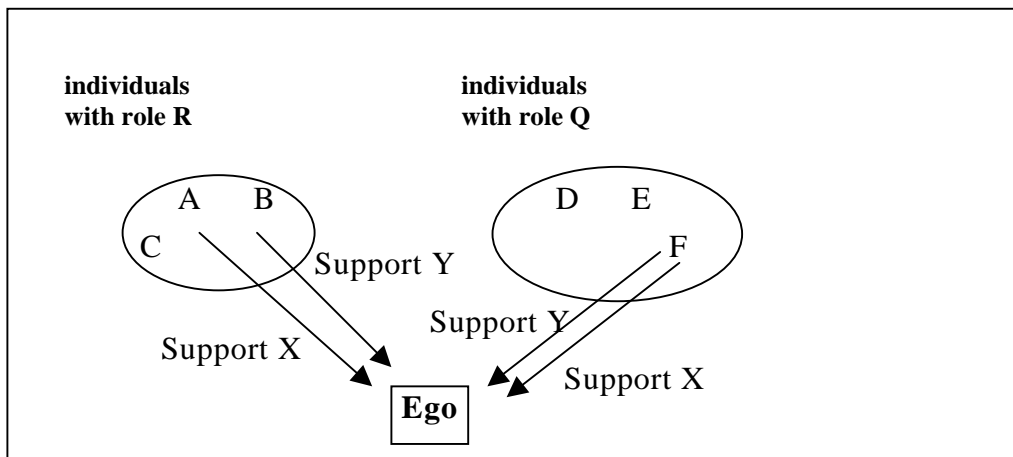 individuals
with role R
individuals
with role Q
A B
C
D E
F
Support Y
Support X
Support Y
Support X
Ego